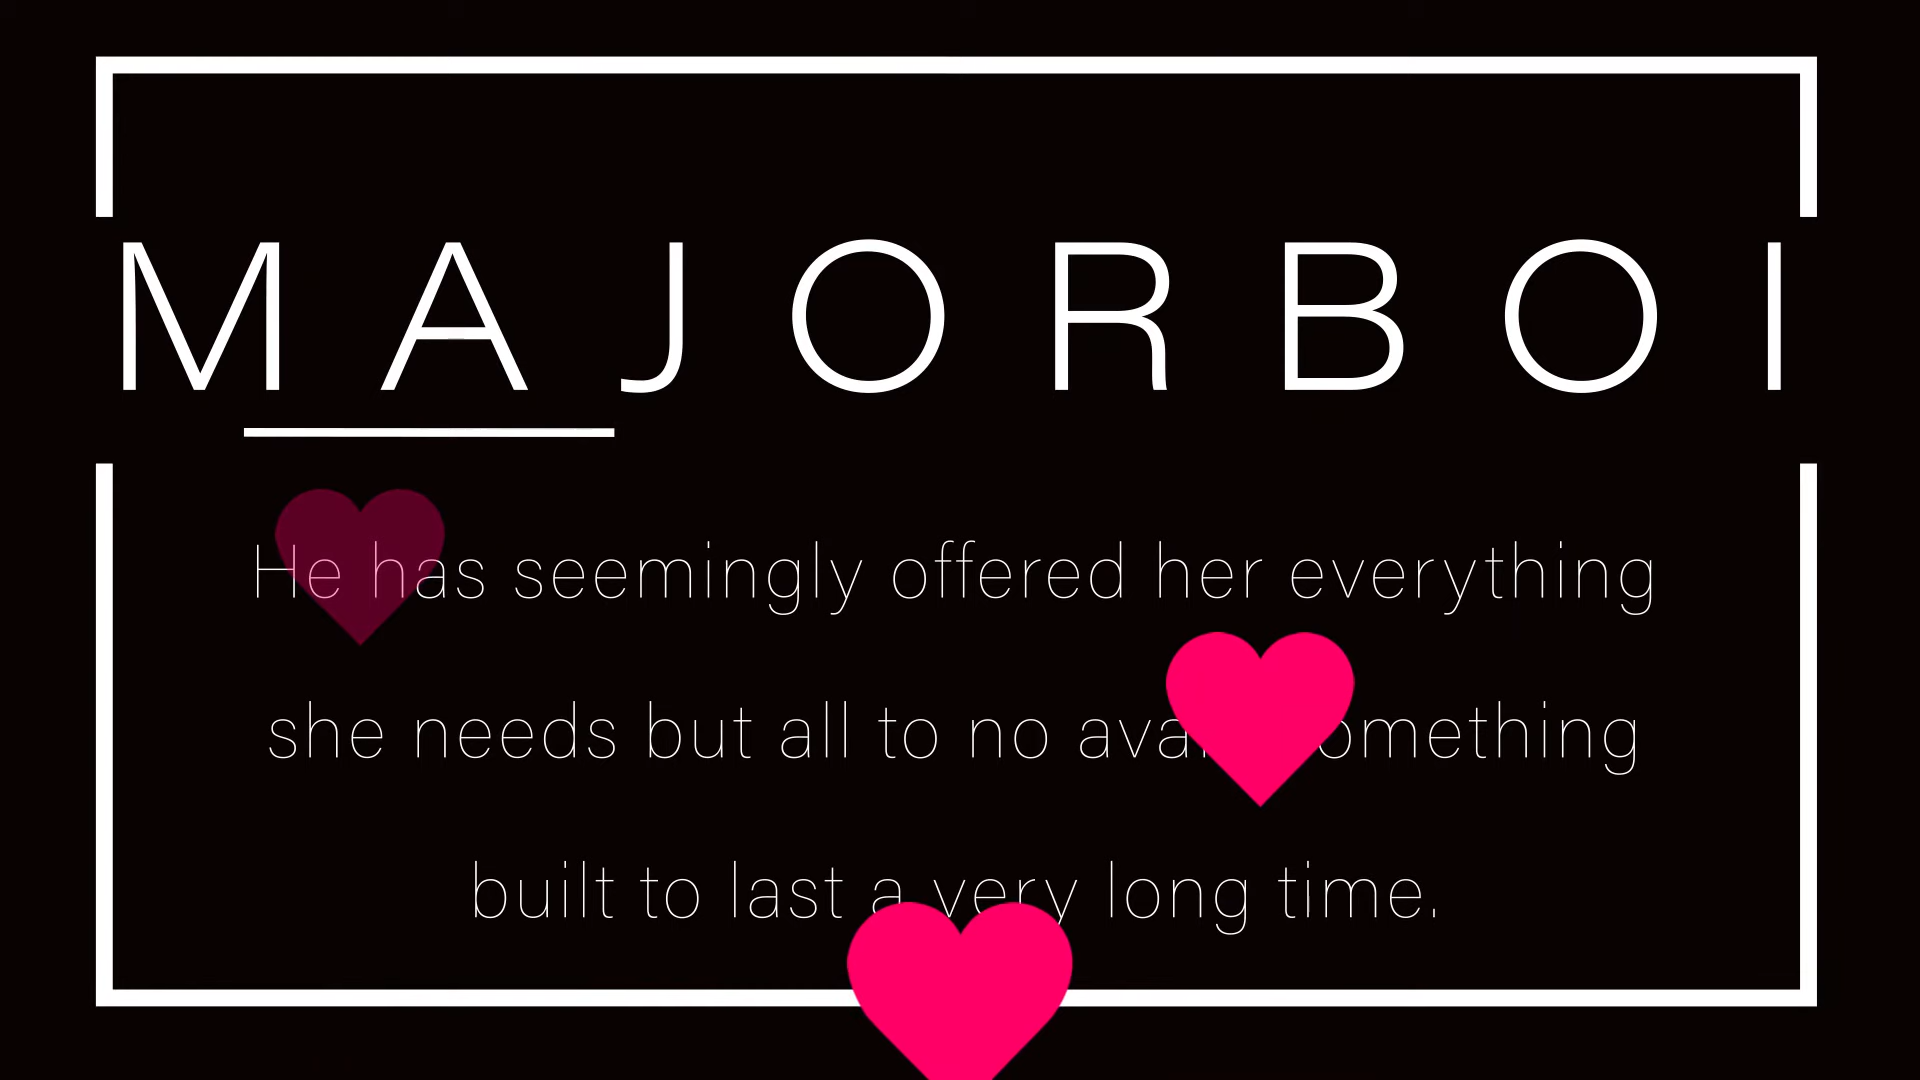 MAJORBOI
He has seemingly offered her everything
she needs but all to no omething
built to last a very long time.